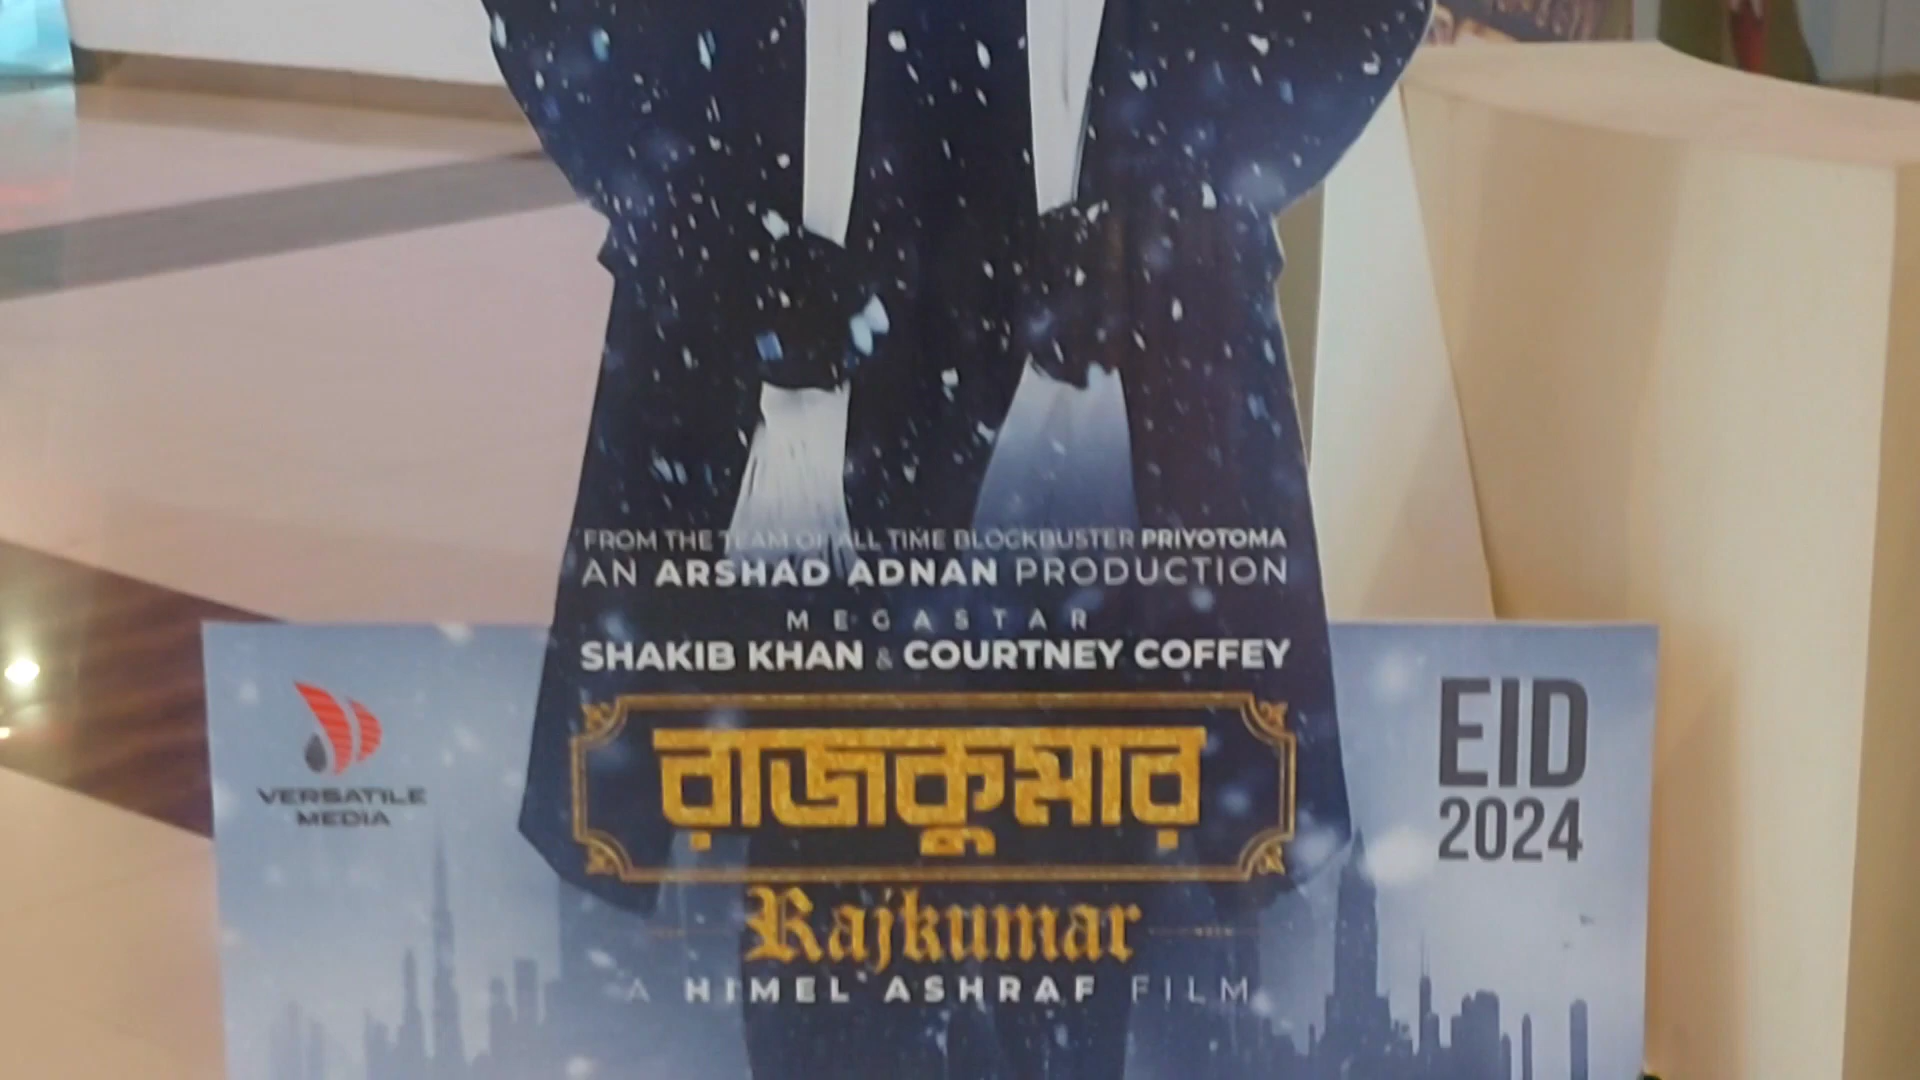 FROM THE TEAM OF ALL TIME BLOCKBUSTER PRIYOTOMA
AN ARSHAD ADNAN PRODUCTION
MEGASTAR
SHAKIB KHAN & COURTNEY COFFEY
রাজকুমার
Rajkumar
A HIMEL ASHRAF FILM
VERSATILE
MEDIA
EID
2024